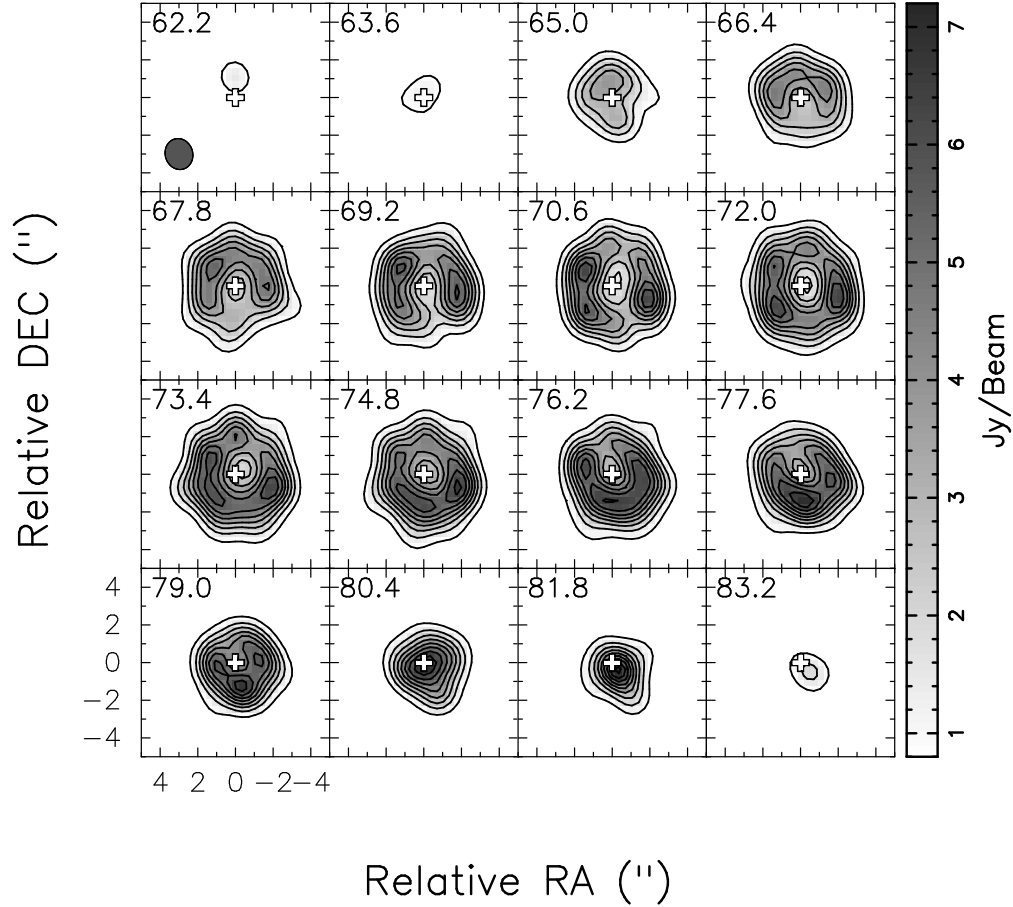 62.2 63.6 65.0 66.4
67.8 69.2 70.6 72.0
73.4 74.8 76.2 77.6
79.0 80.4 81.8 83.2
4
2
0
−2
−4
4 2 0 −2 −4
Relative RA (")
Relative DEC (")
7
6
5
4
3
2
1
Jy/Beam